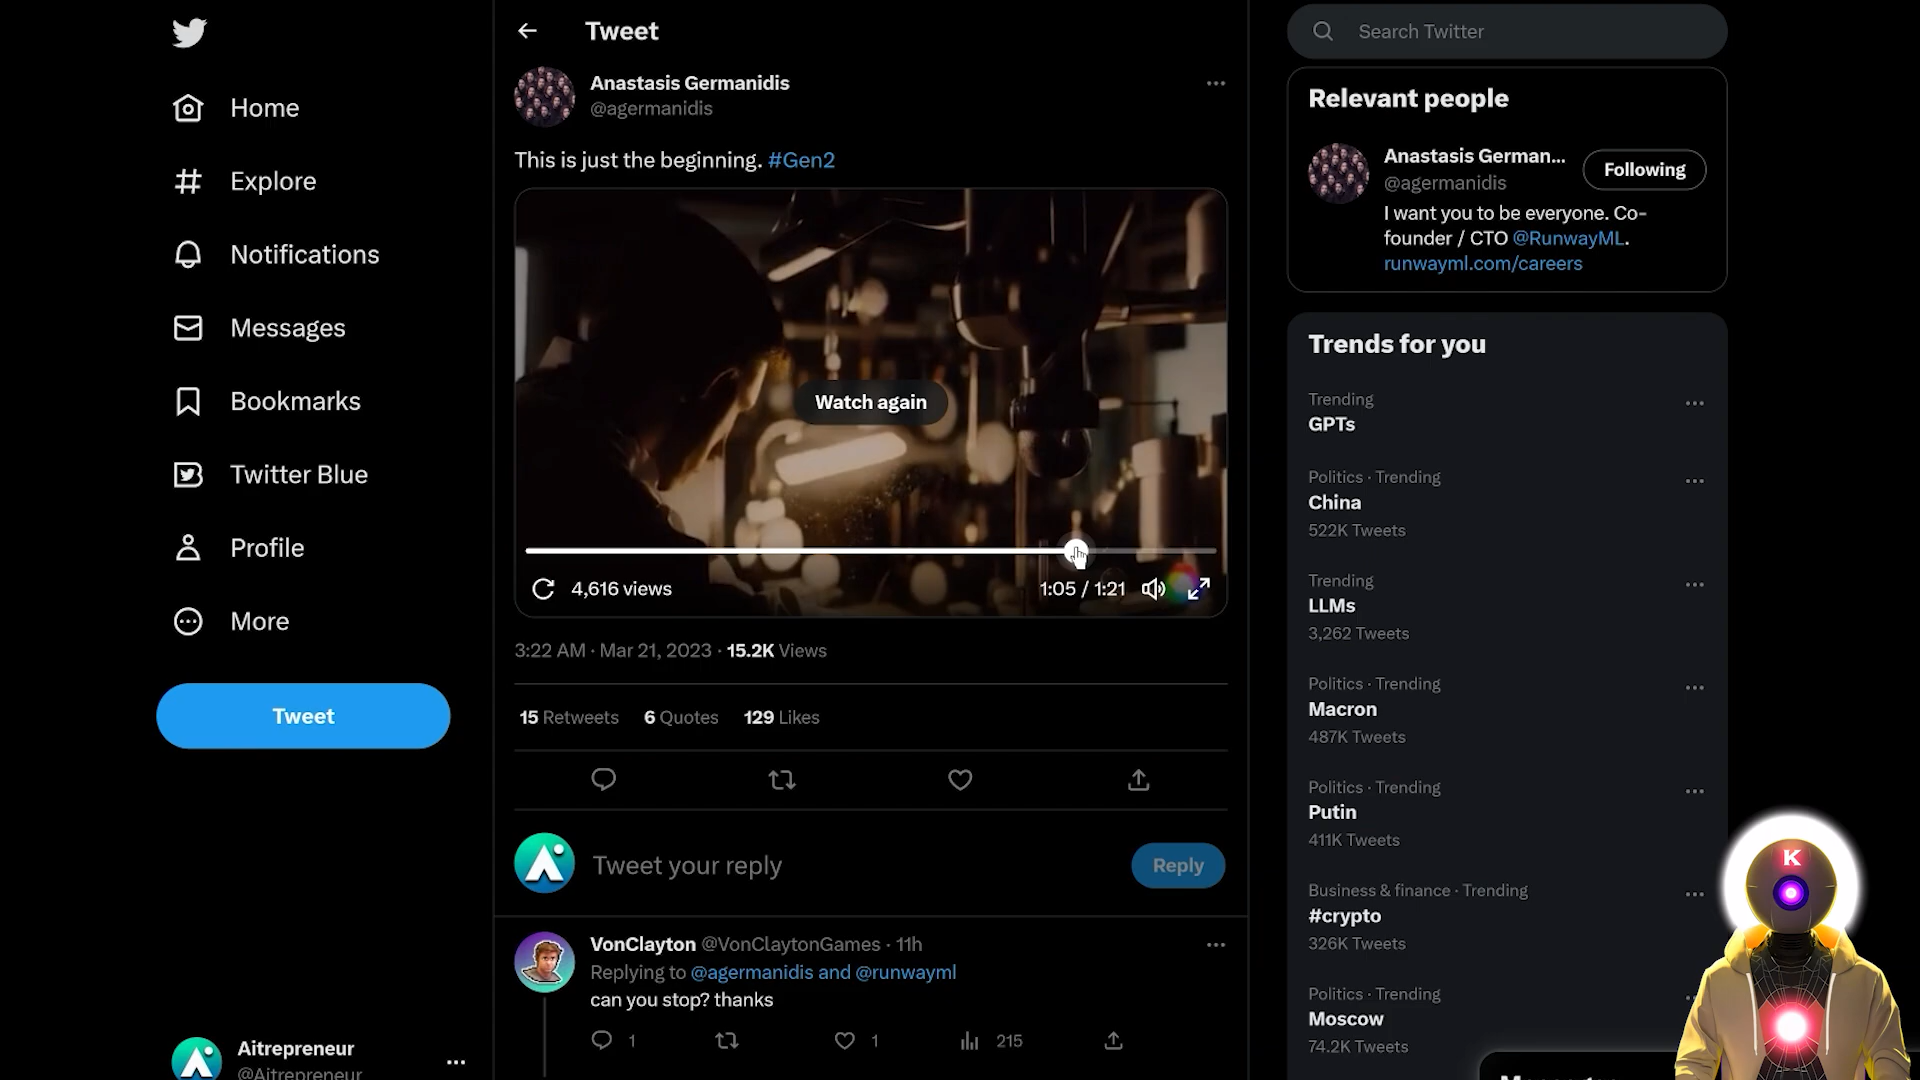 Home
Explore
Notifications
Messages
Bookmarks
Twitter Blue
Profile
More
Tweet
Aitrepreneur
@Aitrepreneur
Tweet
Anastasis Germanidis
@agermanidis
This is just the beginning. #Gen2
Watch again
4,616 views
1:05 / 1:21
3:22 AM · Mar 21, 2023 · 15.2K Views
15 Retweets 6 Quotes 129 Likes
Tweet your reply
Reply
VonClayton @VonClaytonGames · 11h
Replying to @agermanidis and @runwayml
can you stop? thanks
1
1
215
Search Twitter
Relevant people
Anastasis German...
@agermanidis
Following
I want you to be everyone. Co-
founder / CTO @RunwayML.
runwayml.com/careers
Trends for you
Trending
GPTs
Politics · Trending
China
522K Tweets
Trending
LLMs
3,262 Tweets
Politics · Trending
Macron
487K Tweets
Politics · Trending
Putin
411K Tweets
Business & finance · Trending
#crypto
326K Tweets
Politics · Trending
Moscow
74.2K Tweets
K